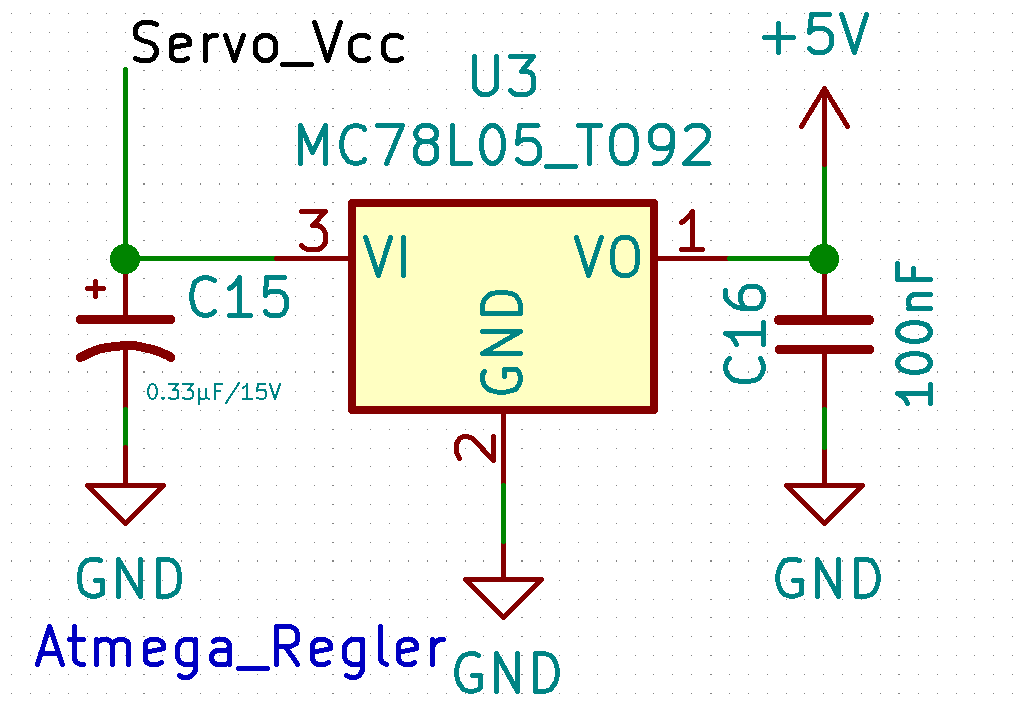 Servo_Vcc
+5V
U3
MC78L05_TO92
3
VI
VO
1
+
C15
GND
C16
100nF
0.33µF/15V
2
GND
GND
Atmega_Regler
GND